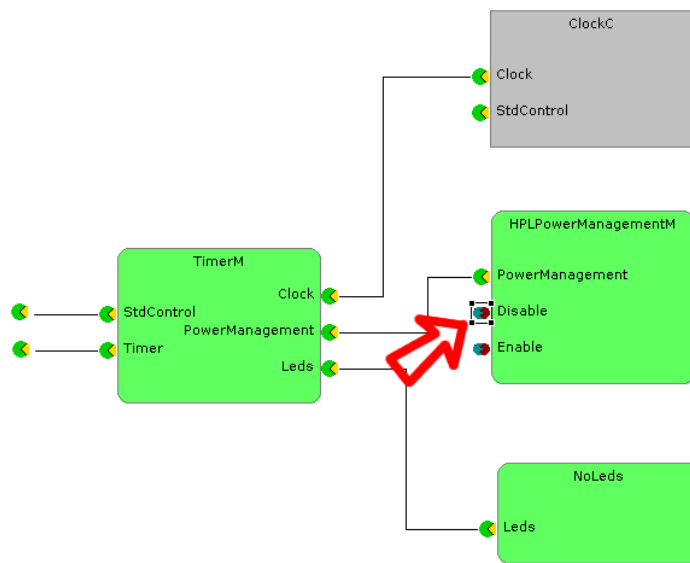 ClockC
Clock
StdControl
HPLPowerManagementM
PowerManagement
Disable
Enable
TimerM
Clock
StdControl
PowerManagement
Timer
Leds
NoLeds
Leds